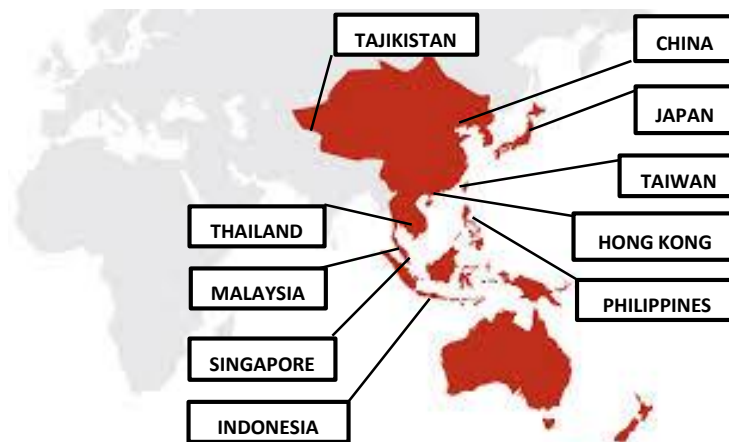 TAJIKISTAN
CHINA
JAPAN
TAIWAN
THAILAND
HONG KONG
MALAYSIA
PHILIPPINES
SINGAPORE
INDONESIA